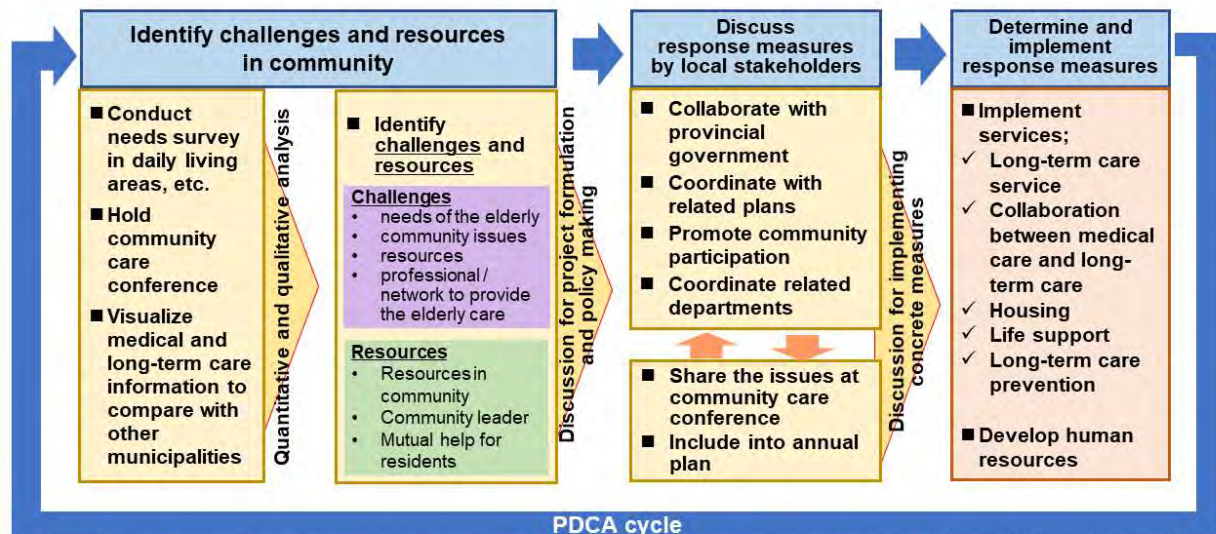 Identify challenges and resources
in community
■ Conduct
needs survey
in daily living
areas, etc.
■ Hold
community
care
conference
■ Visualize
medical and
long-term care
information to
compare with
other
municipalities
Quantitative and qualitative analysis
■ Identify
challenges and
resources
Challenges
• needs of the elderly
• community issues
• resources
• professional /
network to provide
the elderly care
Resources
• Resources in
community
• Community leader
• Mutual help for
residents
Discussion for project formulation
and policy making
Discuss
response measures
by local stakeholders
■ Collaborate with
provincial
government
■ Coordinate with
related plans
■ Promote community
participation
■ Coordinate related
departments
■ Share the issues at
community care
conference
■ Include into annual
plan
Discussion for implementing
concrete measures
Determine and
implement
response measures
■ Implement
services;
✓ Long-term care
service
✓ Collaboration
between medical
care and long-
term care
✓ Housing
✓ Life support
✓ Long-term care
prevention
■ Develop human
resources
PDCA cycle